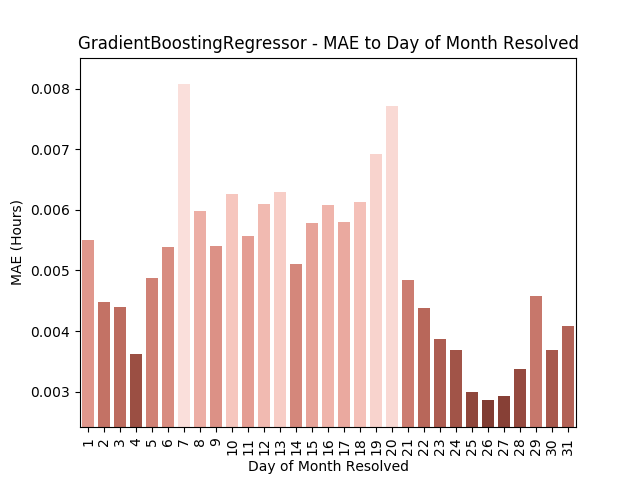 GradientBoostingRegressor - MAE to Day of Month Resolved
0.008
0.007
0.006
0.005
0.004
0.003
MAE (Hours)
1 2 3 4 5 6 7 8 9 10 11 12 13 14 15 16 17 18 19 20 21 22 23 24 25 26 27 28 29 30 31
Day of Month Resolved